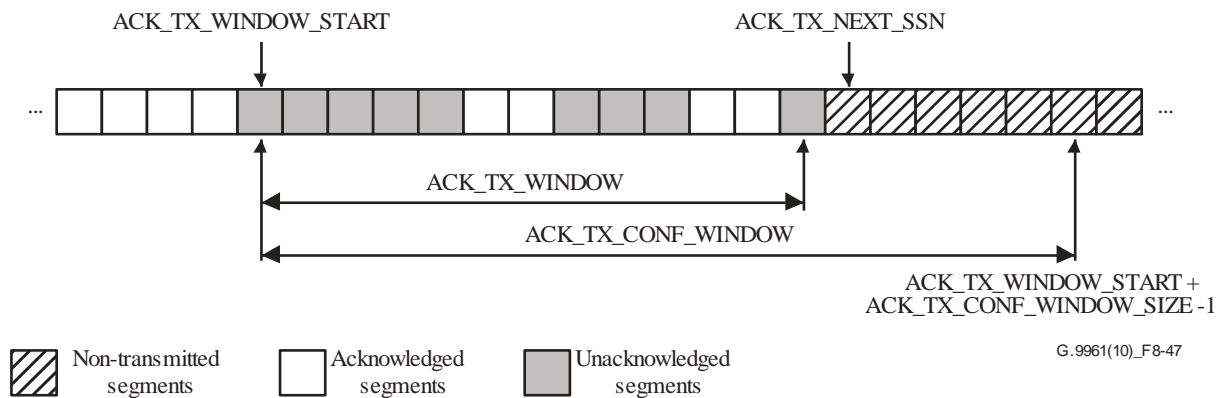 ACK_TX_WINDOW_START
ACK_TX_NEXT_SSN
...
...
ACK_TX_WINDOW
ACK_TX_CONF_WINDOW
ACK_TX_WINDOW_START +
ACK_TX_CONF_WINDOW_SIZE -1
Non-transmitted
segments
Acknowledged
segments
Unacknowledged
segments
G.9961(10)_F8-47